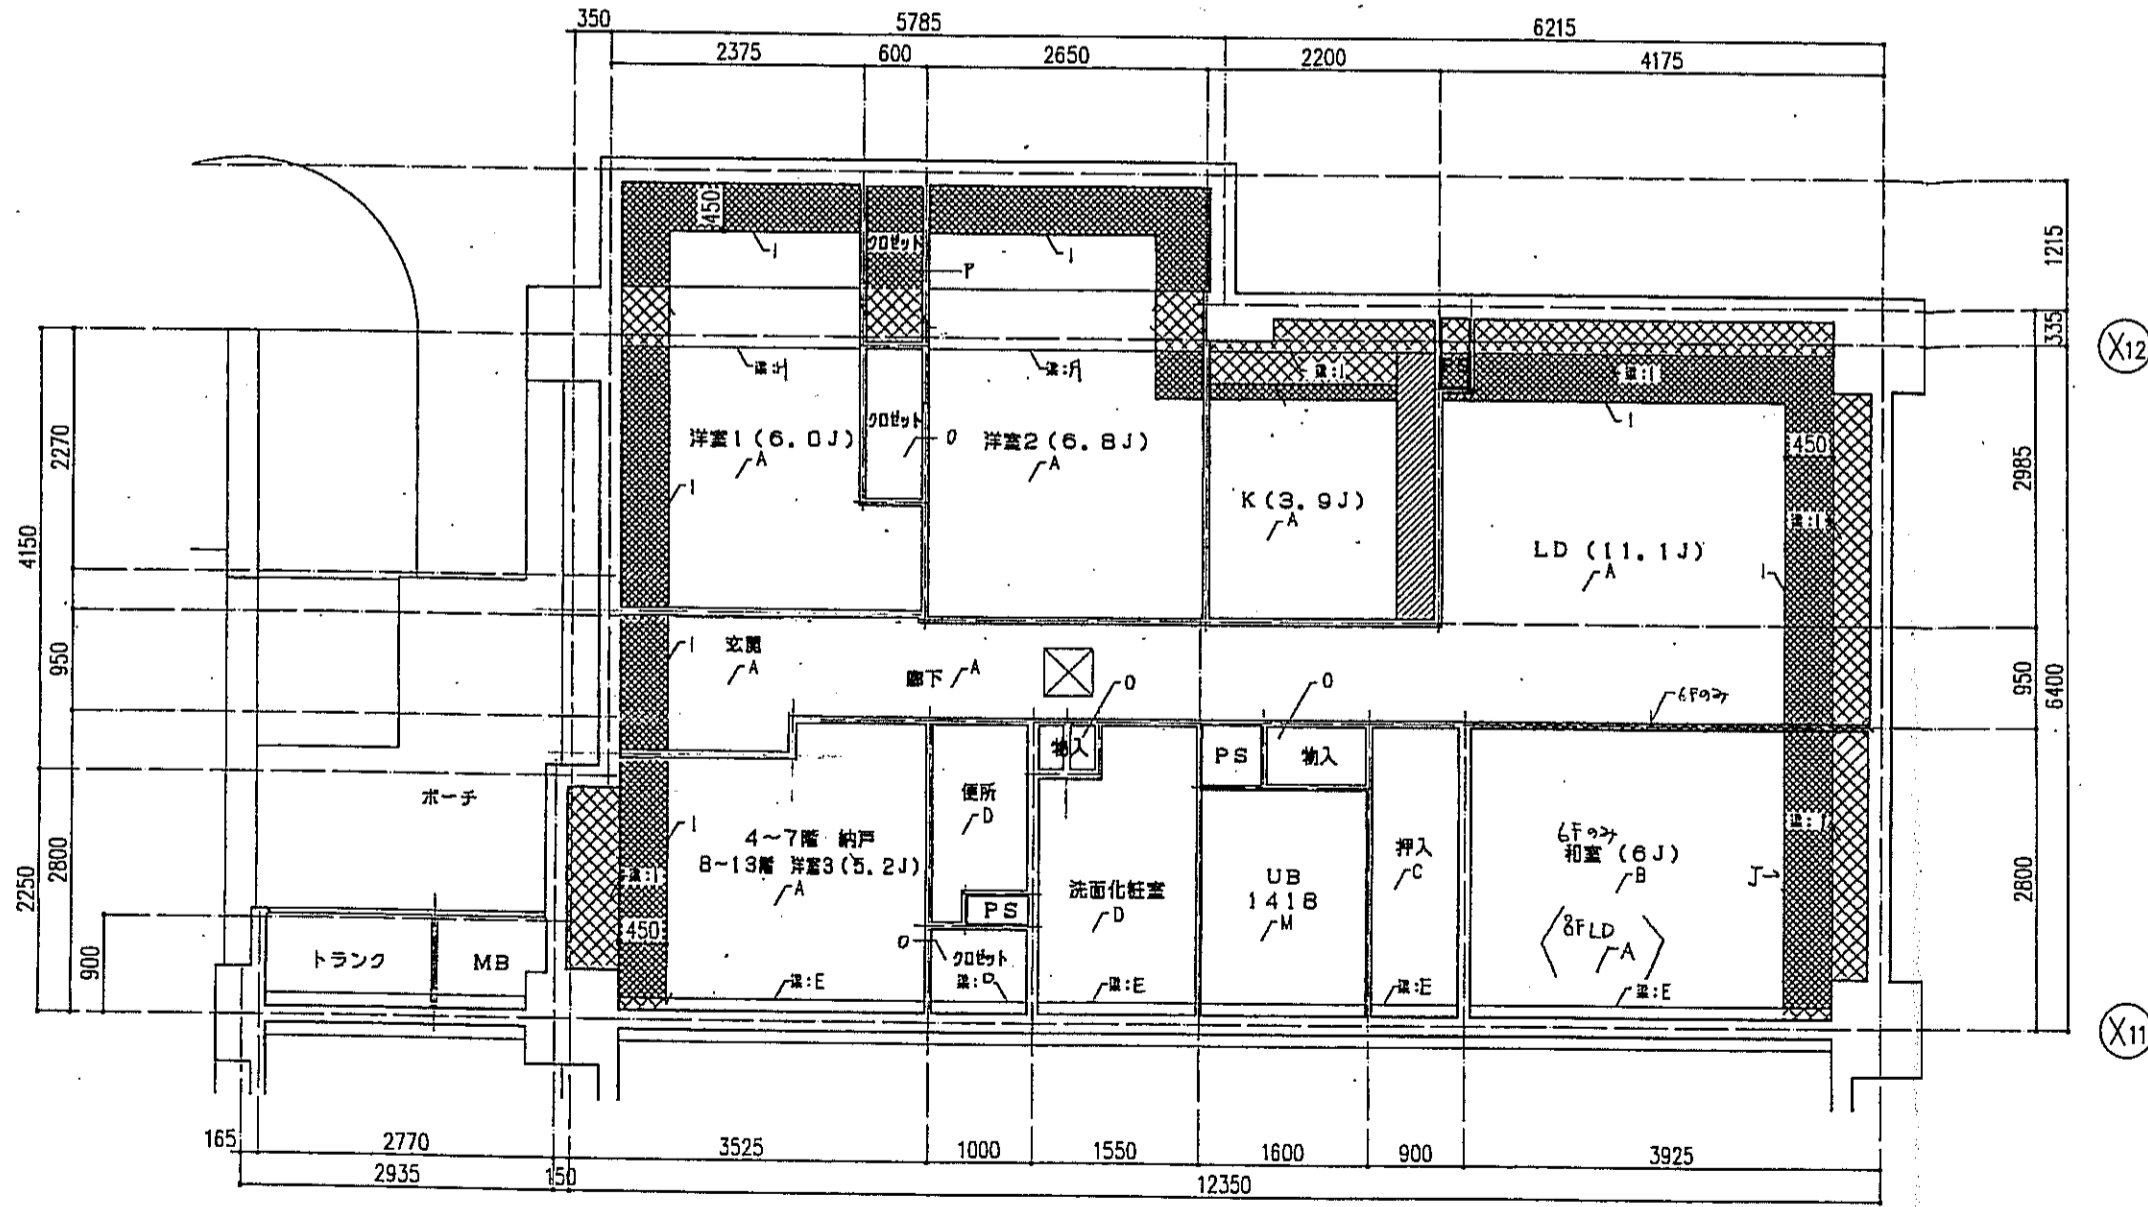 350
5785
6215
2375
600
2650
2200
4175
450
クロゼット
I
I
P
1215
335
X12
梁:H
梁:I
梁:I
2270
4150
洋室1(6.0J)
A
クロゼット
O
洋室2(6.8J)
A
I
450
2985
K(3.9J)
A
LD(11.1J)
A
I
I
梁:I
950
玄関
A
I
廊下
A
O
O
6Fのみ
950
6400
物入
PS
物入
ポーチ
便所
D
I
4〜7階 納戸
8〜13階 洋室3(5.2J)
A
梁:I
450
2800
2250
900
PS
洗面化粧室
D
UB
1418
M
押入
C
6Fのみ
和室(6J)
B
J
8FLD
A
2800
トランク
MB
O
クロゼット
梁:D
梁:E
梁:E
梁:E
梁:E
X11
165
2770
3525
1000
1550
1600
900
3925
2935
150
12350